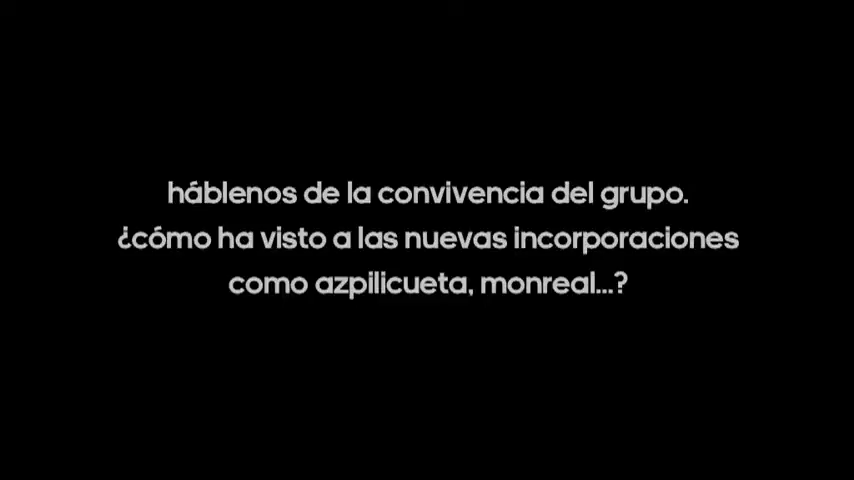 háblenos de la convivencia del grupo.
¿cómo ha visto a las nuevas incorporaciones
como azpilicueta, monreal...?